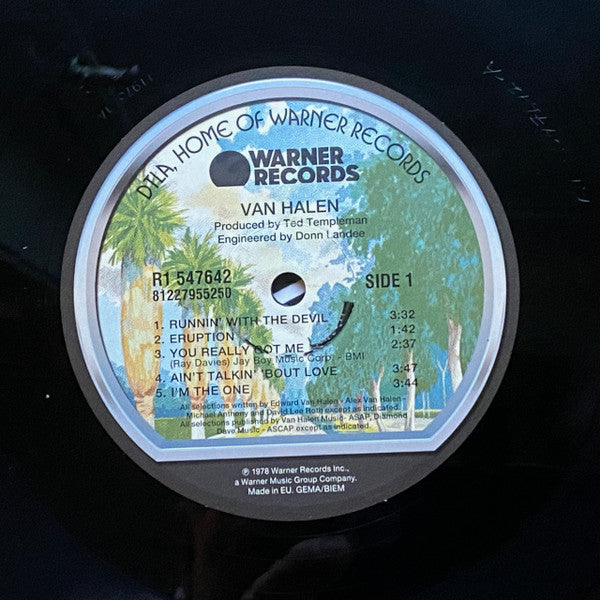 DTLA, HOME OF WARNER RECORDS
WARNER
RECORDS
VAN HALEN
Produced by Ted Templeman
Engineered by Donn Landee
R1 547642 SIDE 1
81227955250
1. RUNNIN' WITH THE DEVIL 3:32
2. ERUPTION 1:42
3. YOU REALLY GOT ME 2:37
(Ray Davies) Jay Boy Music Corp. - BMI
4. AIN'T TALKIN' 'BOUT LOVE 3:47
5. I'M THE ONE 3:44
All selections written by Edward Van Halen - Alex Van Halen -
Michael Anthony and David Lee Roth except as indicated.
All selections published by Van Halen Music- ASAP, Diamond
Dave Music - ASCAP except as indicated.
℗ 1978 Warner Records Inc.,
a Warner Music Group Company.
Made in EU. GEMA/BIEM